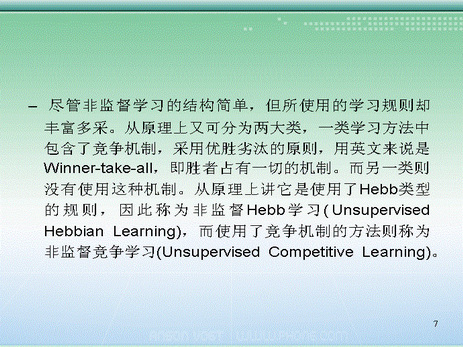 – 尽管非监督学习的结构简单，但所使用的学习规则却
丰富多采。从原理上又可分为两大类，一类学习方法中
包含了竞争机制，采用优胜劣汰的原则，用英文来说是
Winner-take-all，即胜者占有一切的机制。而另一类则
没有使用这种机制。从原理上讲它是使用了Hebb类型
的规则，因此称为非监督Hebb学习( Unsupervised
Hebbian Learning)，而使用了竞争机制的方法则称为
非监督竞争学习(Unsupervised Competitive Learning)。
7